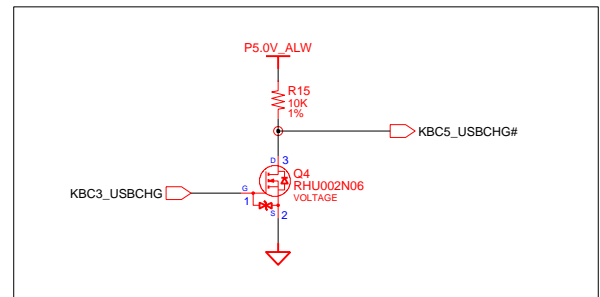 P5.0V_ALW
R15
10K
1%
KBC5_USBCHG#
D 3
Q4
RHU002N06
VOLTAGE
KBC3_USBCHG
G
1
S 2